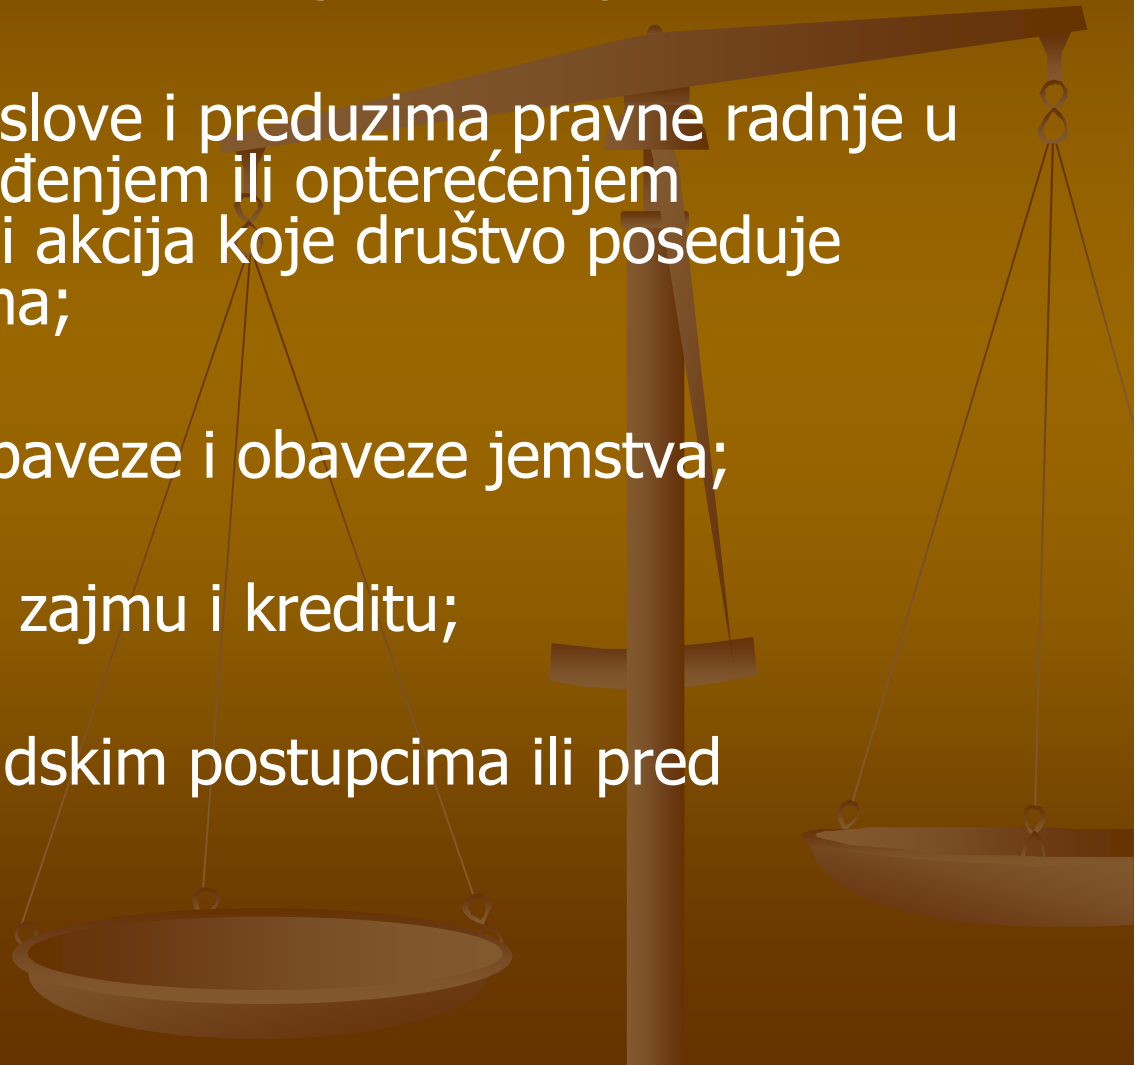 slove i preduzima pravne radnje u
đenjem ili opterećenjem
i akcija koje društvo poseduje
ma;
baveze i obaveze jemstva;
zajmu i kreditu;
dskim postupcima ili pred